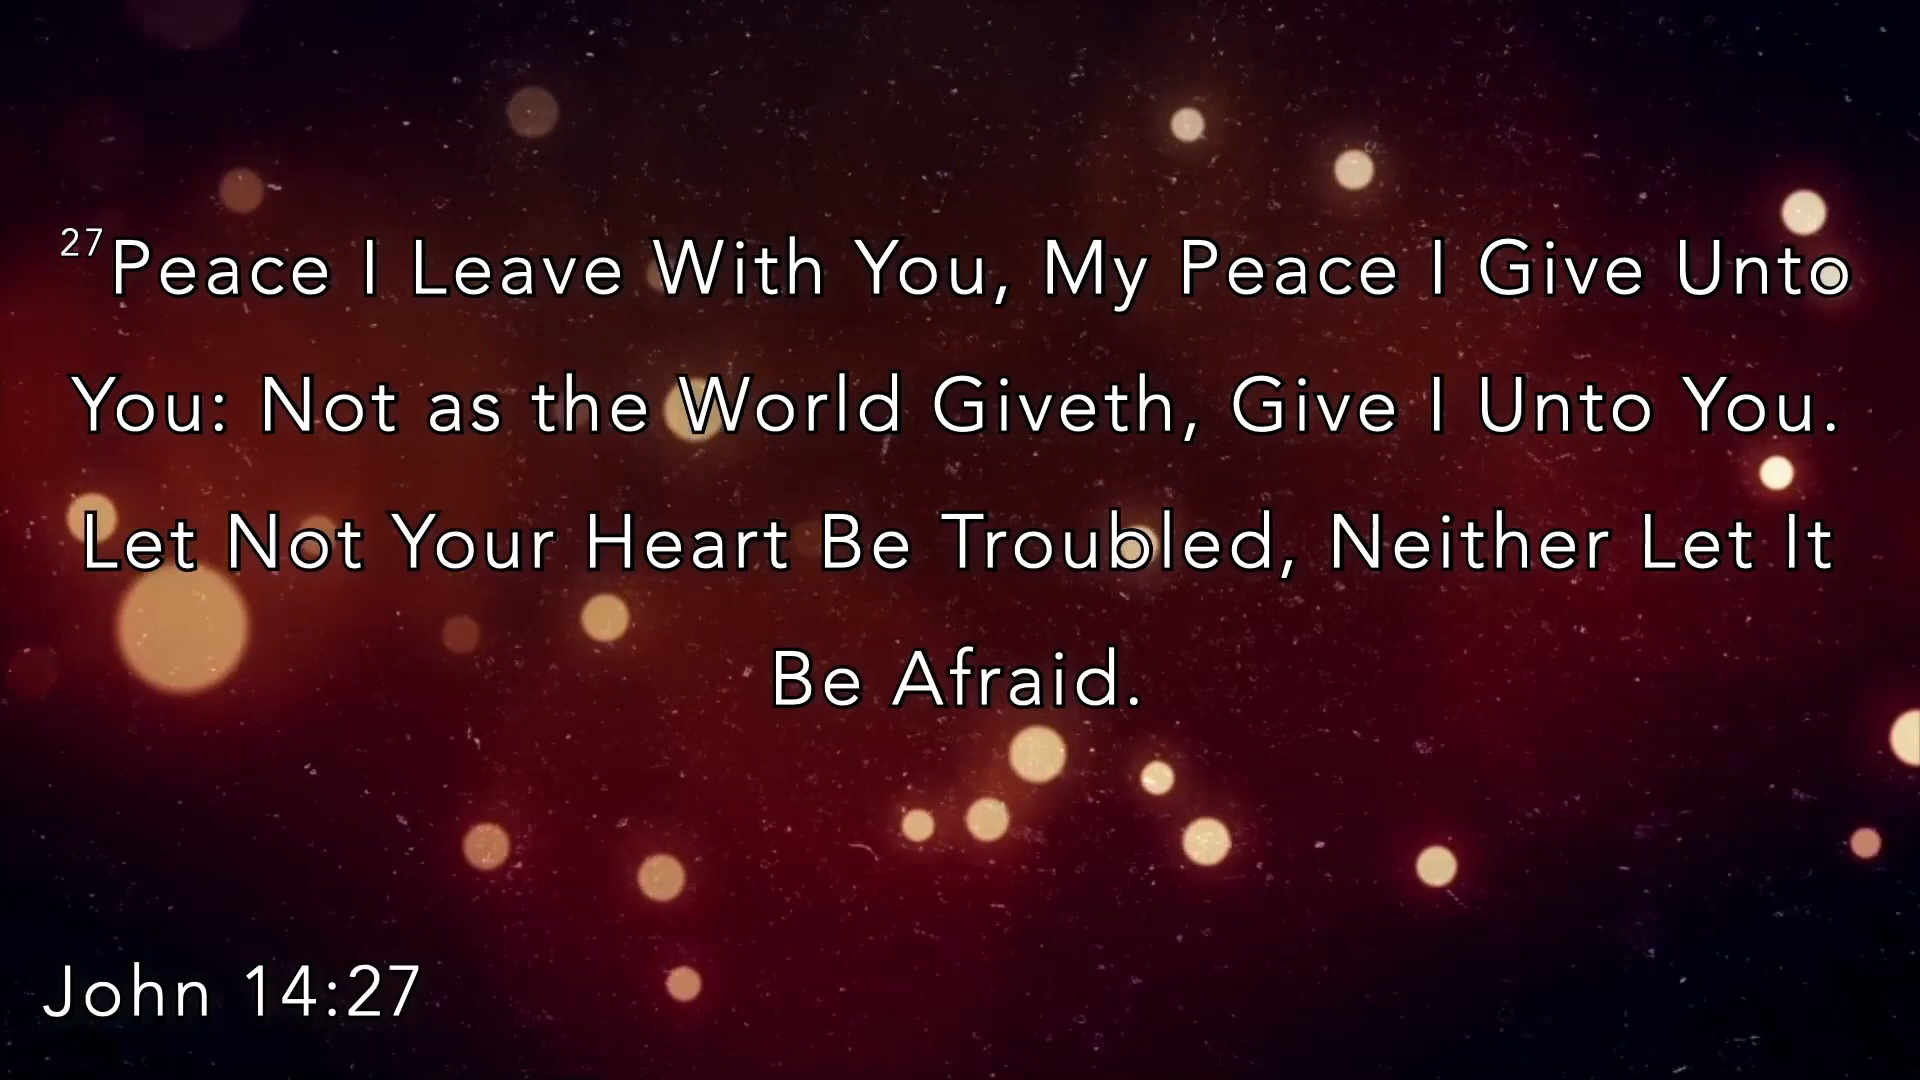 27Peace I Leave With You, My Peace I Give Unto
You: Not as the World Giveth, Give I Unto You.
Let Not Your Heart Be Troubled, Neither Let It
Be Afraid.
John 14:27